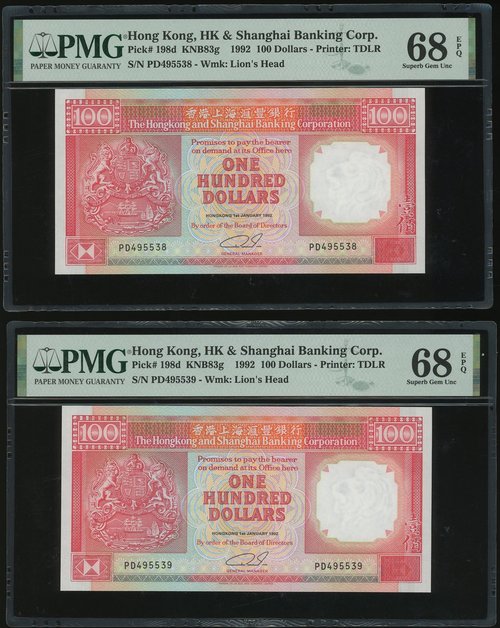 PMG
PAPER MONEY GUARANTY
Hong Kong, HK & Shanghai Banking Corp.
Pick# 198d KNB83g 1992 100 Dollars - Printer: TDLR
S/N PD495538 - Wmk: Lion's Head
68 EPQ
Superb Gem Unc
100 香港上海滙豐銀行 100
The Hongkong and Shanghai Banking Corporation
Promises to pay the bearer
on demand at its Office here
ONE
HUNDRED
DOLLARS
HONGKONG 1st JANUARY 1992
By order of the Board of Directors
PD495538 PD495538
GENERAL MANAGER
PMG
PAPER MONEY GUARANTY
Hong Kong, HK & Shanghai Banking Corp.
Pick# 198d KNB83g 1992 100 Dollars - Printer: TDLR
S/N PD495539 - Wmk: Lion's Head
68 EPQ
Superb Gem Unc
100 香港上海滙豐銀行 100
The Hongkong and Shanghai Banking Corporation
Promises to pay the bearer
on demand at its Office here
ONE
HUNDRED
DOLLARS
HONGKONG 1st JANUARY 1992
By order of the Board of Directors
PD495539 PD495539
GENERAL MANAGER